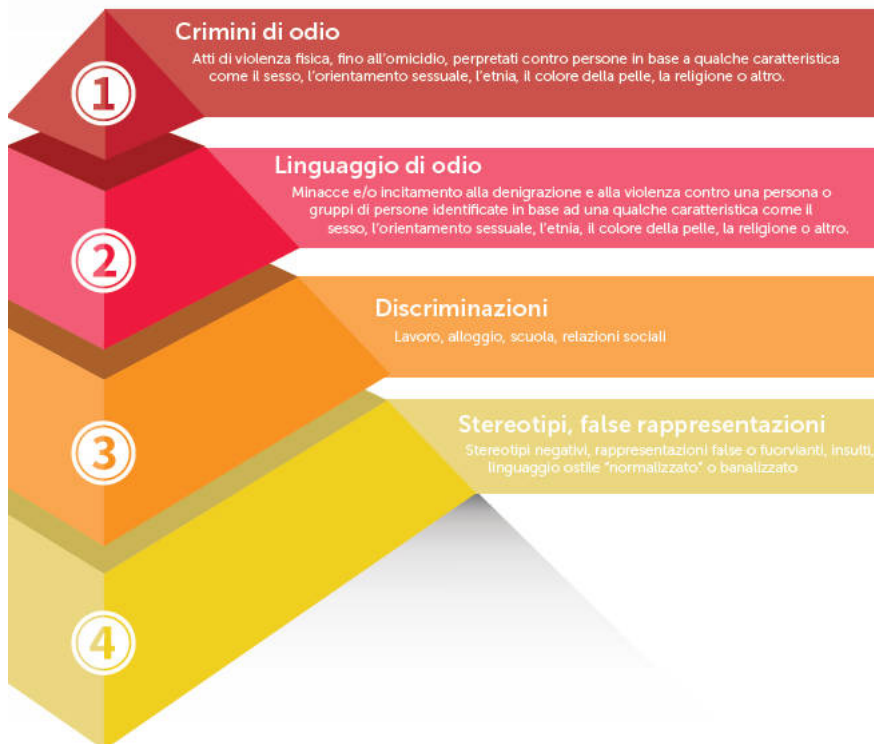 1
Crimini di odio
Atti di violenza fisica, fino all'omicidio, perpretati contro persone in base a qualche caratteristica
come il sesso, l'orientamento sessuale, l'etnia, il colore della pelle, la religione o altro.
2
Linguaggio di odio
Minacce e/o incitamento alla denigrazione e alla violenza contro una persona o
gruppi di persone identificate in base ad una qualche caratteristica come il
sesso, l'orientamento sessuale, l'etnia, il colore della pelle, la religione o altro.
3
Discriminazioni
Lavoro, alloggio, scuola, relazioni sociali
4
Stereotipi, false rappresentazioni
Stereotipi negativi, rappresentazioni false o fuorvianti, insulti,
linguaggio ostile "normalizzato" o banalizzato